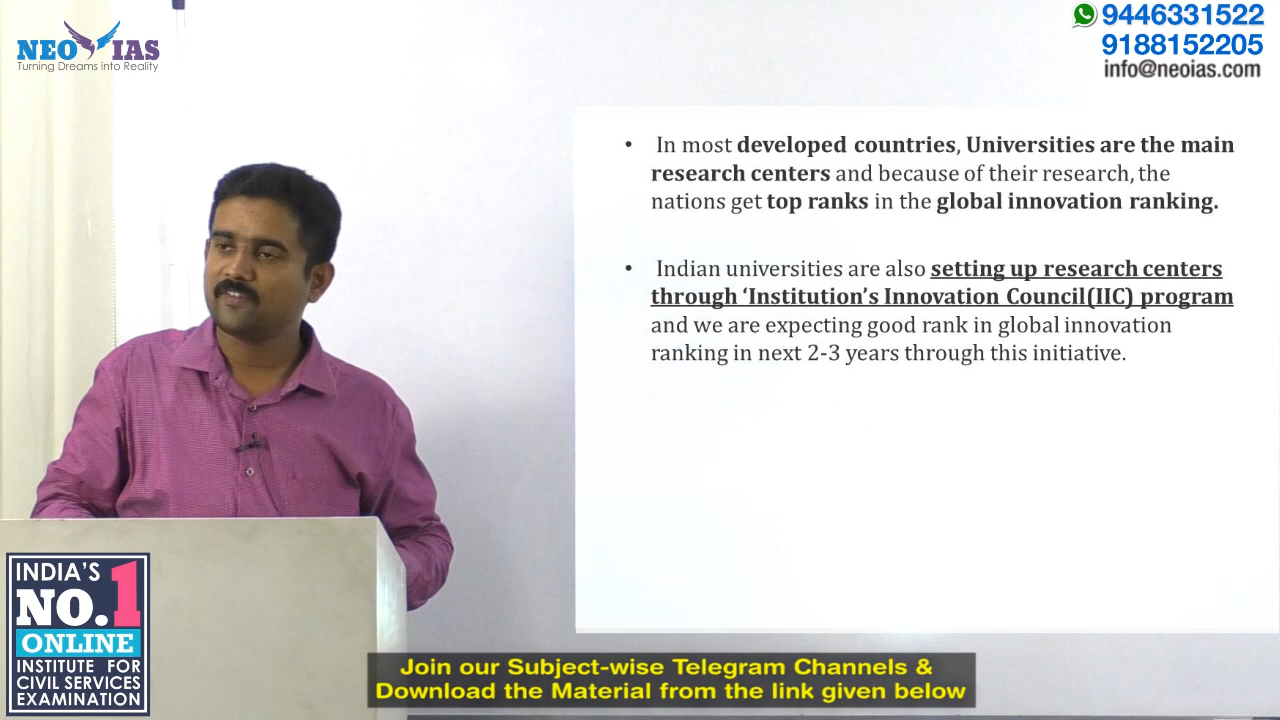 NEO IAS
Turning Dreams into Reality
9446331522
9188152205
info@neoias.com
• In most developed countries, Universities are the main
research centers and because of their research, the
nations get top ranks in the global innovation ranking.
• Indian universities are also setting up research centers
through ‘Institution’s Innovation Council(IIC) program
and we are expecting good rank in global innovation
ranking in next 2-3 years through this initiative.
INDIA’S
NO.1
ONLINE
INSTITUTE FOR
CIVIL SERVICES
EXAMINATION
Join our Subject-wise Telegram Channels &
Download the Material from the link given below